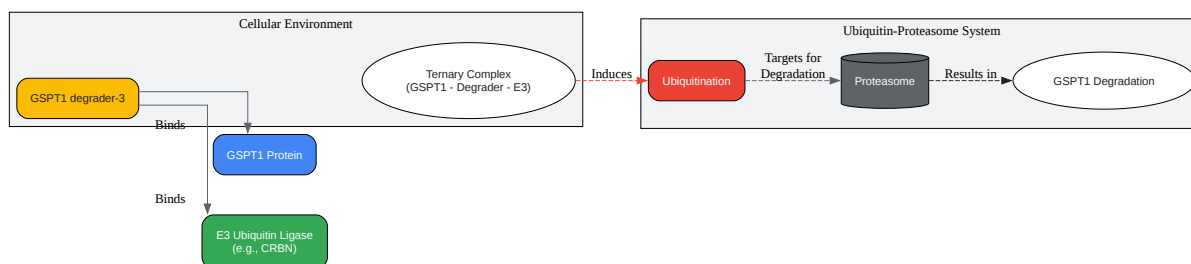 Cellular Environment
Ubiquitin-Proteasome System
GSPT1 degrader-3
Ternary Complex
(GSPT1 - Degrader - E3)
Induces
Ubiquitination
Targets for
Degradation
Proteasome
Results in
GSPT1 Degradation
Binds
GSPT1 Protein
Binds
E3 Ubiquitin Ligase
(e.g., CRBN)